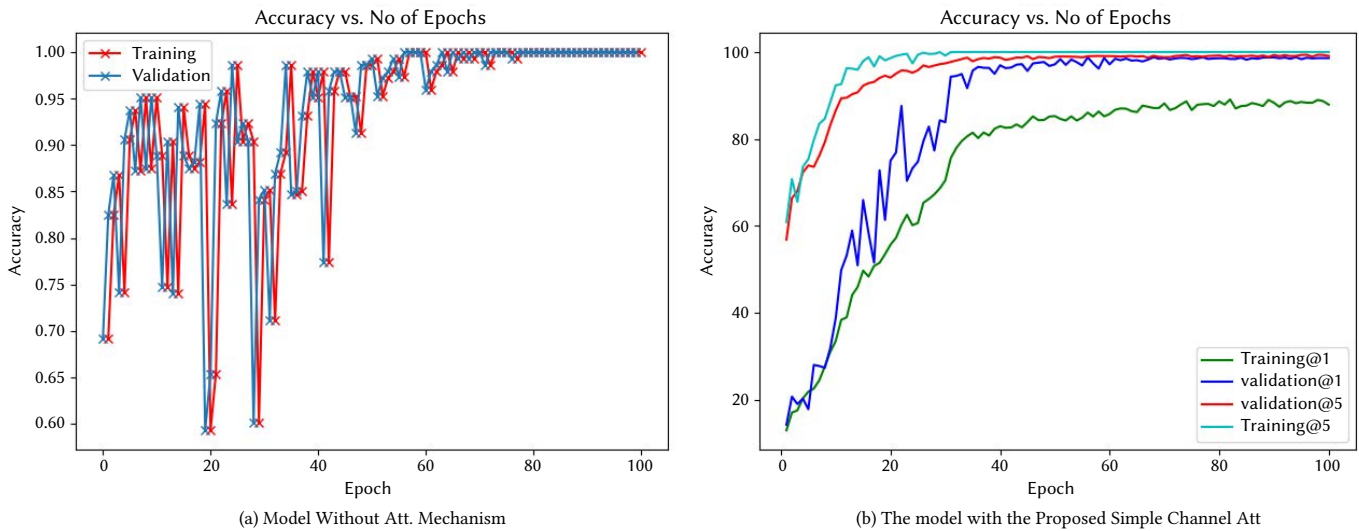 Accuracy vs. No of Epochs
Training
Validation
1.00
0.95
0.90
0.85
0.80
0.75
0.70
0.65
0.60
Accuracy
0 20 40 60 80 100
Epoch
(a) Model Without Att. Mechanism
Accuracy vs. No of Epochs
100
80
60
40
20
Accuracy
Training@1
validation@1
validation@5
Training@5
0 20 40 60 80 100
Epoch
(b) The model with the Proposed Simple Channel Att